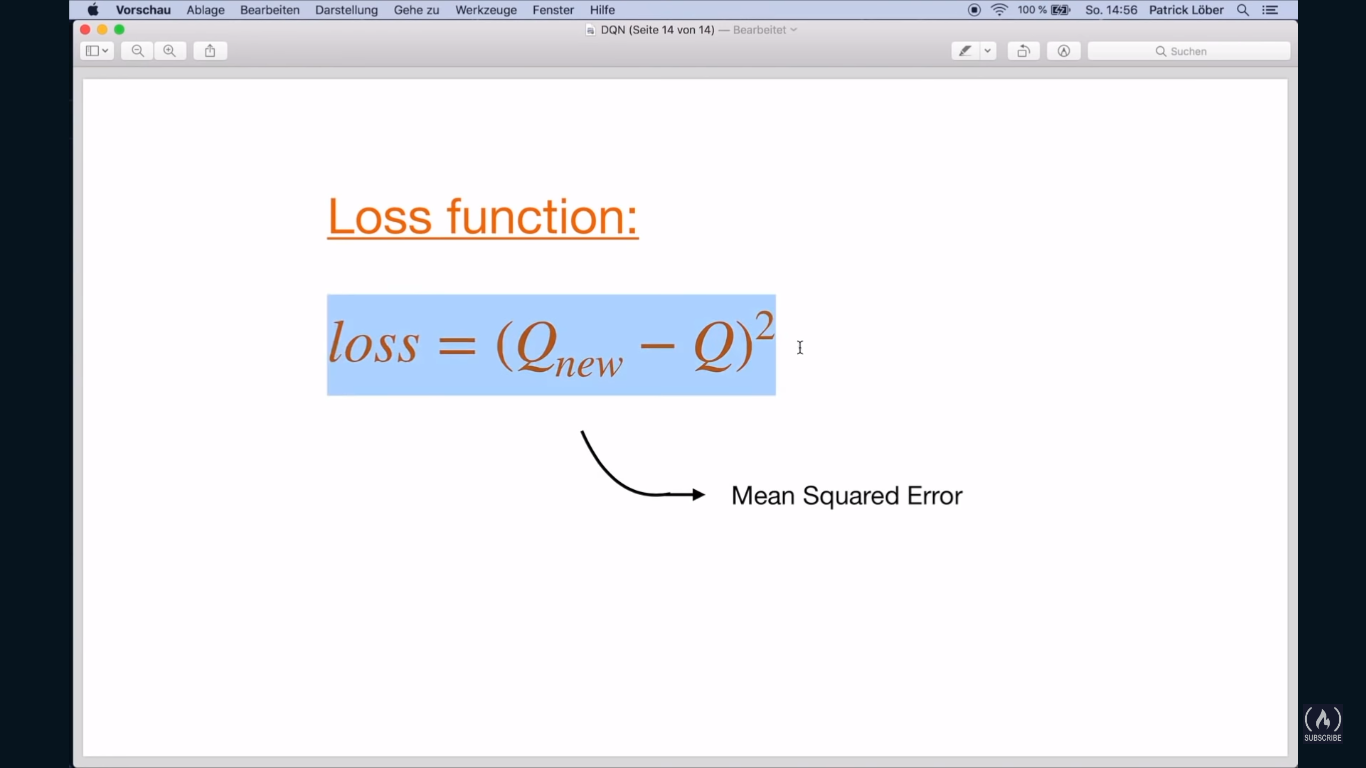 Vorschau Ablage Bearbeiten Darstellung Gehe zu Werkzeuge Fenster Hilfe 100 % So. 14:56 Patrick Löber
DQN (Seite 14 von 14) — Bearbeitet
Suchen
Loss function:
loss = (Q_new − Q)²
Mean Squared Error
SUBSCRIBE